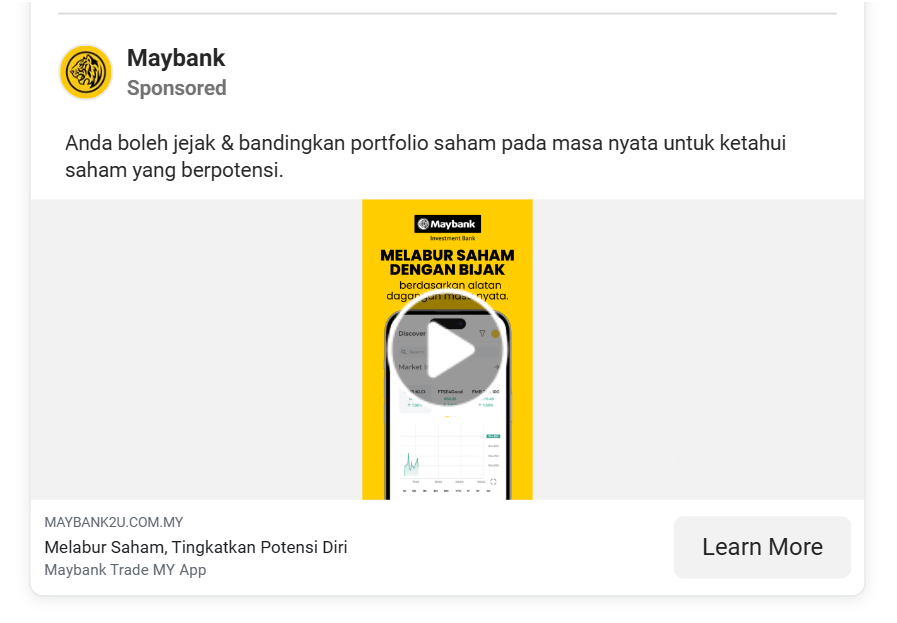 Maybank
Sponsored
Anda boleh jejak & bandingkan portfolio saham pada masa nyata untuk ketahui
saham yang berpotensi.
Maybank
Investment Bank
MELABUR SAHAM
DENGAN BIJAK
berdasarkan alatan
dagangan masa nyata.
Discover
Search
Market
FTSE4Good
MAYBANK2U.COM.MY
Melabur Saham, Tingkatkan Potensi Diri
Maybank Trade MY App
Learn More